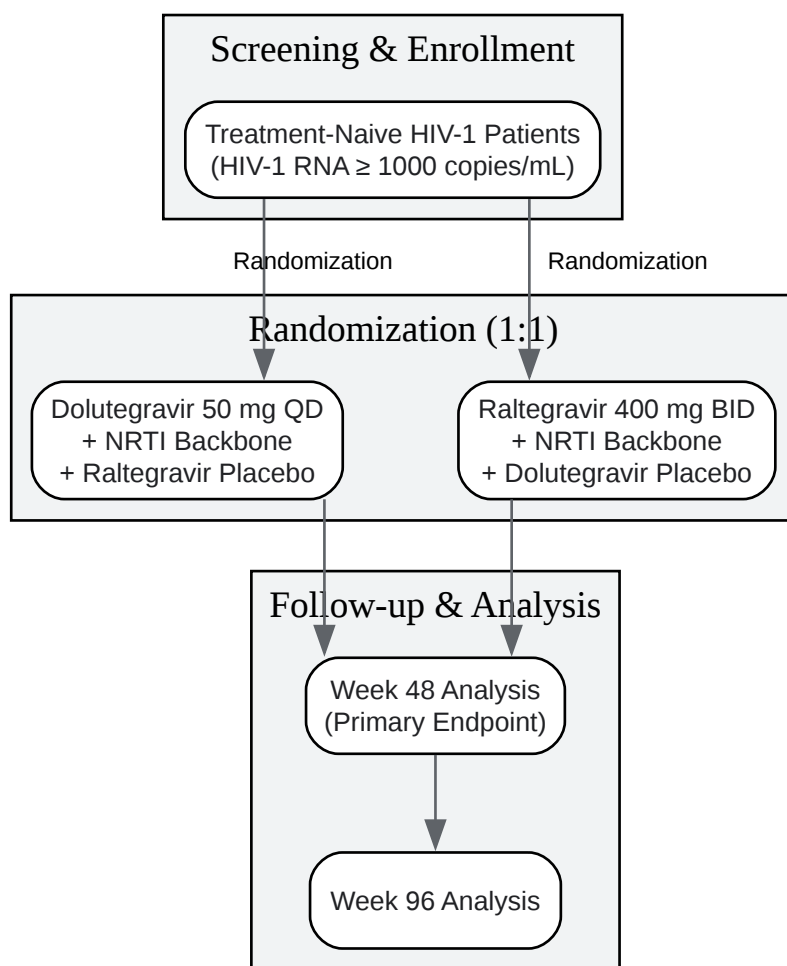 Screening & Enrollment
Treatment-Naive HIV-1 Patients
(HIV-1 RNA ≥ 1000 copies/mL)
Randomization
Randomization
Randomization (1:1)
Dolutegravir 50 mg QD
+ NRTI Backbone
+ Raltegravir Placebo
Raltegravir 400 mg BID
+ NRTI Backbone
+ Dolutegravir Placebo
Follow-up & Analysis
Week 48 Analysis
(Primary Endpoint)
Week 96 Analysis